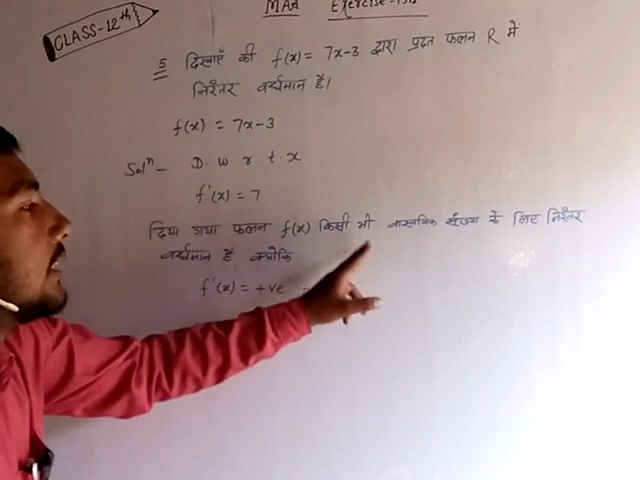 CLASS-12th
Exercise-
5 दिखाएँ की f(x) = 7x-3 द्वारा प्रदत फलन R में
निरंतर वर्द्धमान है।
f(x) = 7x-3
Solⁿ- D. w. r. t. x
f'(x) = 7
दिया गया फलन f(x) किसी भी वास्तविक संख्या के लिए निरंतर
वर्द्धमान है क्योंकि
f'(x) = +ve